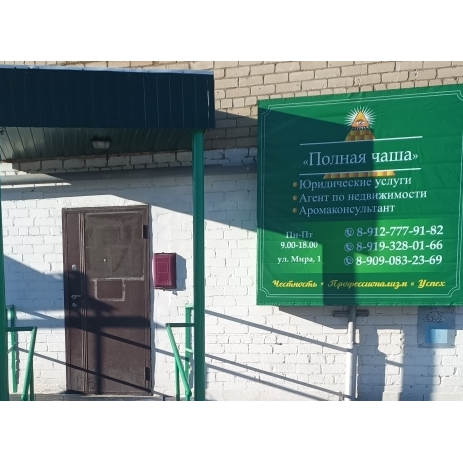 «Полная чаша»
Юридические услуги
Агент по недвижимости
Аромаконсультант
Пн-Пт
9.00-18.00
ул. Мира, 1
8-912-777-91-82
8-919-328-01-66
8-909-083-23-69
Честность • Профессионализм • Успех